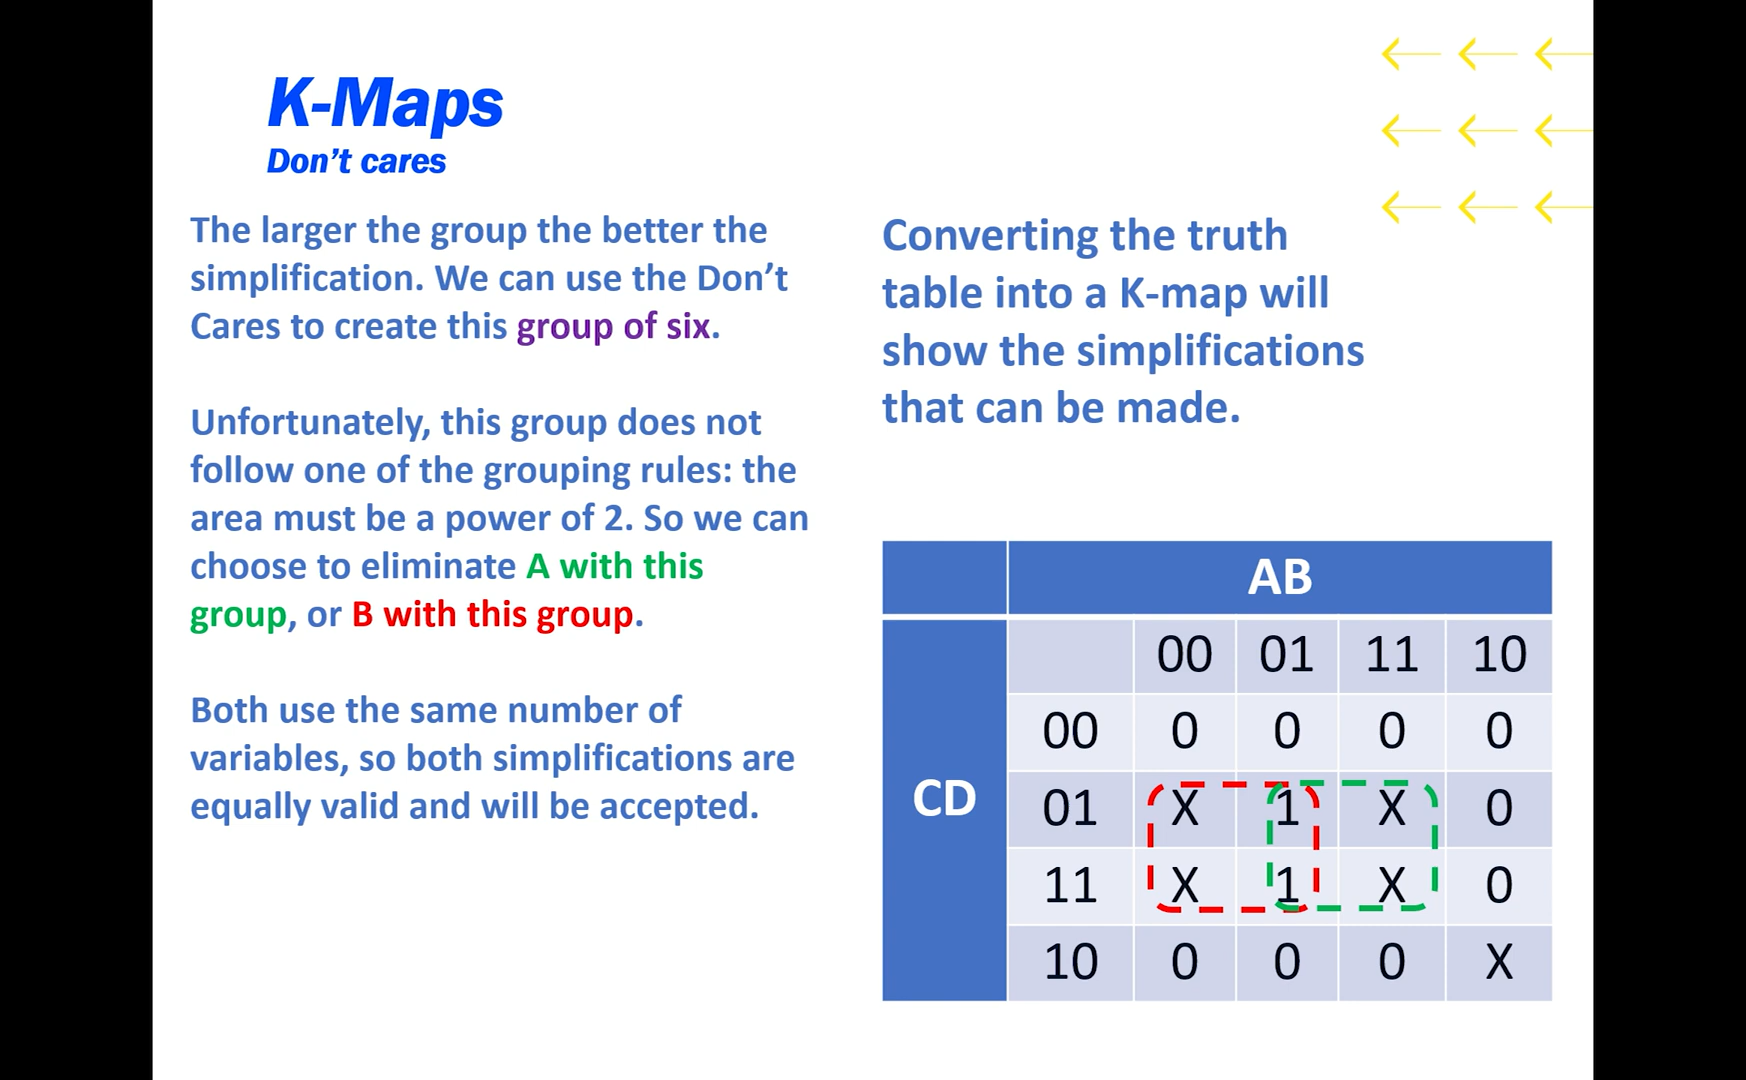 K-Maps
Don’t cares
The larger the group the better the
simplification. We can use the Don’t
Cares to create this group of six.
Unfortunately, this group does not
follow one of the grouping rules: the
area must be a power of 2. So we can
choose to eliminate A with this
group, or B with this group.
Both use the same number of
variables, so both simplifications are
equally valid and will be accepted.
Converting the truth
table into a K-map will
show the simplifications
that can be made.
AB
CD
00 01 11 10
00 0 0 0 0
01 X 1 X 0
11 X 1 X 0
10 0 0 0 X